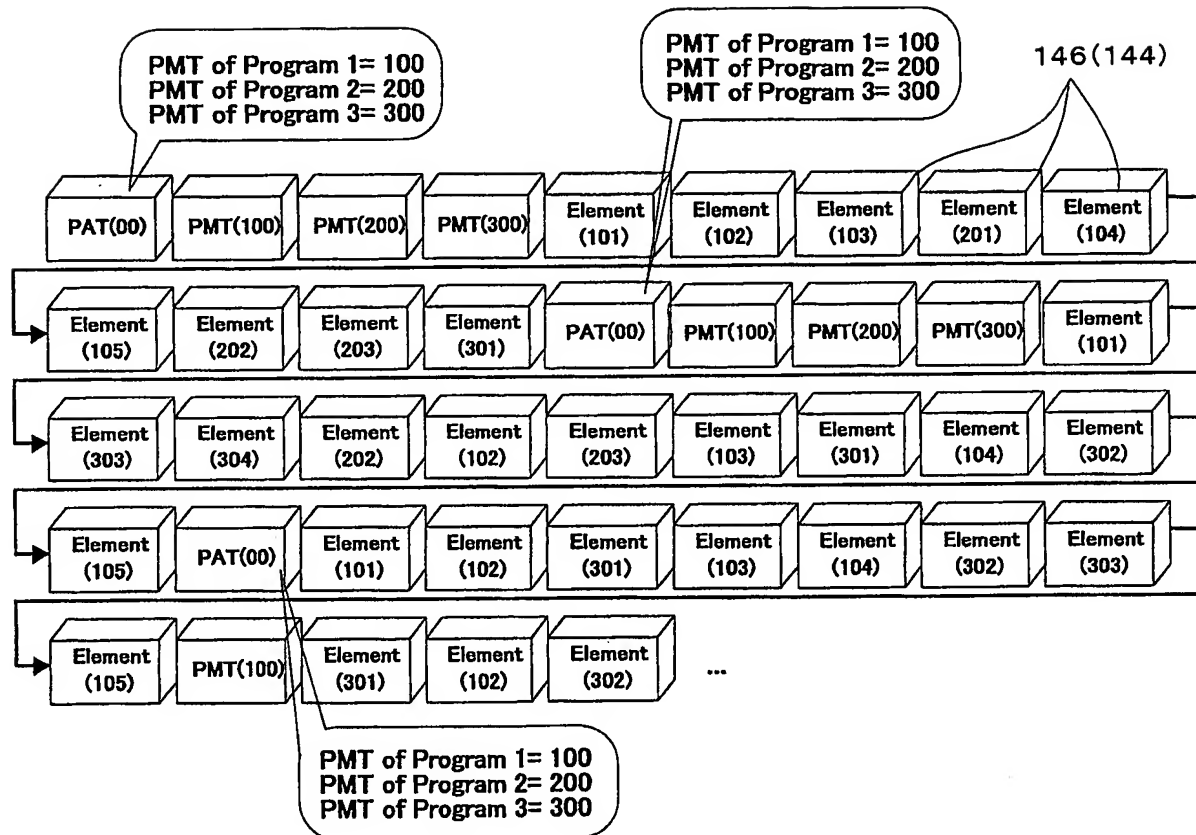 PMT of Program 1= 100
PMT of Program 2= 200
PMT of Program 3= 300
PMT of Program 1= 100
PMT of Program 2= 200
PMT of Program 3= 300
146(144)
PAT(00) PMT(100) PMT(200) PMT(300) Element (101) Element (102) Element (103) Element (201) Element (104)
Element (105) Element (202) Element (203) Element (301) PAT(00) PMT(100) PMT(200) PMT(300) Element (101)
Element (303) Element (304) Element (202) Element (102) Element (203) Element (103) Element (301) Element (104) Element (302)
Element (105) PAT(00) Element (101) Element (102) Element (301) Element (103) Element (104) Element (302) Element (303)
Element (105) PMT(100) Element (301) Element (102) Element (302) ...
PMT of Program 1= 100
PMT of Program 2= 200
PMT of Program 3= 300